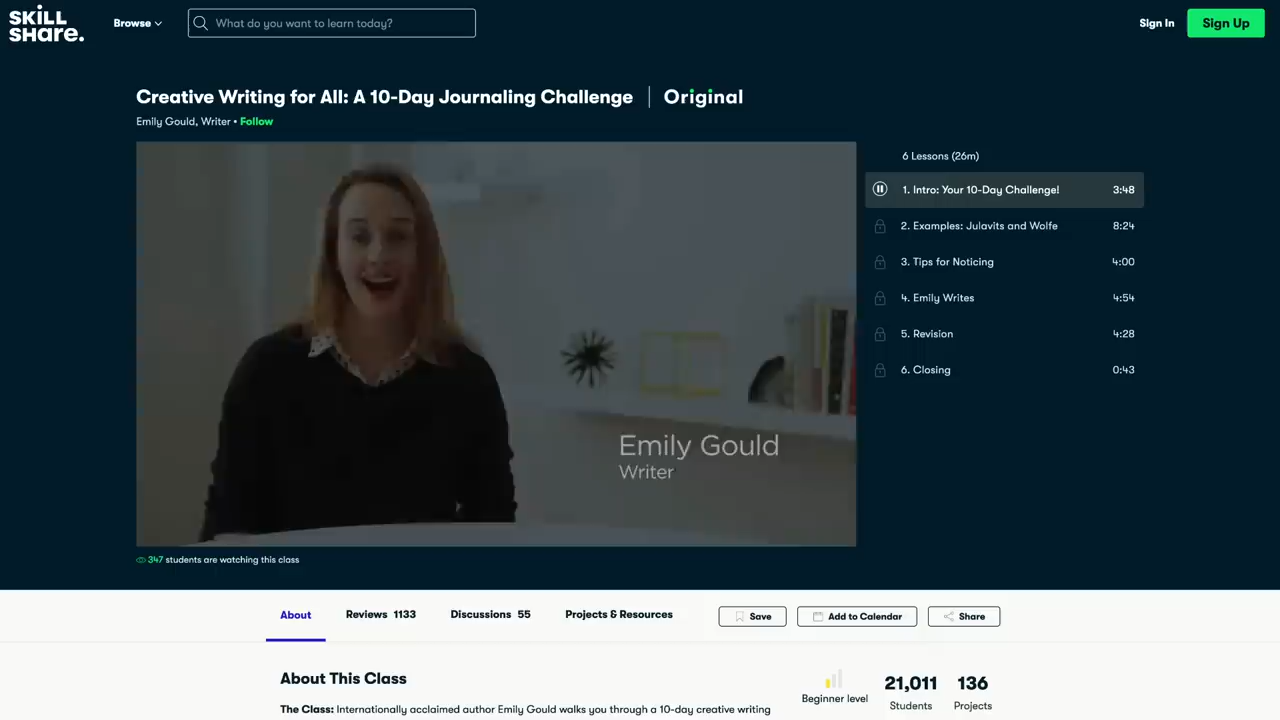 SKILL SHARE.
Browse
What do you want to learn today?
Sign In
Sign Up
Creative Writing for All: A 10-Day Journaling Challenge | Original
Emily Gould, Writer • Follow
6 Lessons (26m)
1. Intro: Your 10-Day Challenge! 3:48
2. Examples: Julavits and Wolfe 8:24
3. Tips for Noticing 4:00
4. Emily Writes 4:54
5. Revision 4:28
6. Closing 0:43
Emily Gould
Writer
347 students are watching this class
About
Reviews 1133
Discussions 55
Projects & Resources
Save
Add to Calendar
Share
About This Class
Beginner level
21,011
Students
136
Projects
The Class: Internationally acclaimed author Emily Gould walks you through a 10-day creative writing